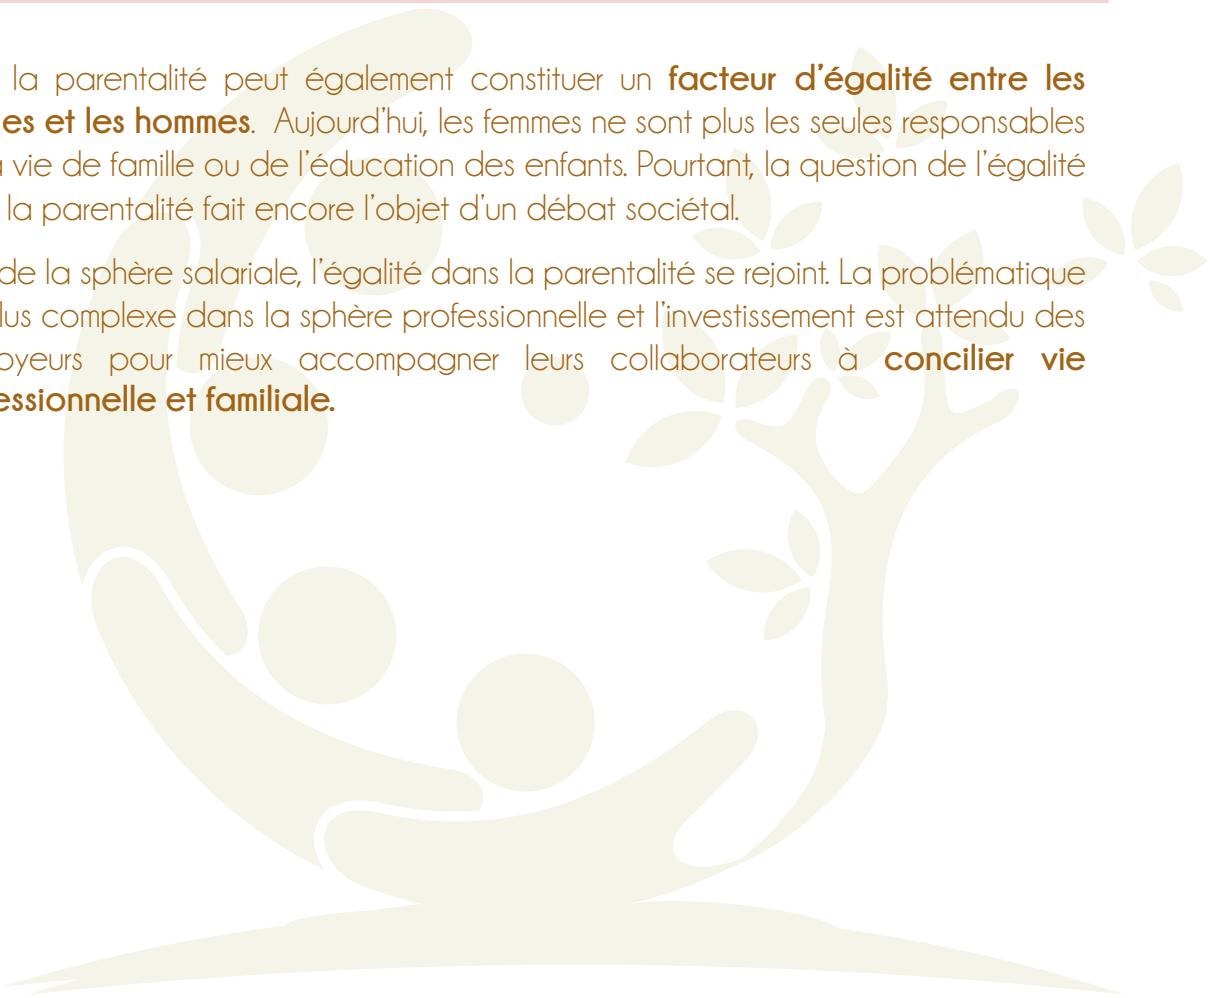 la parentalité peut également constituer un facteur d'égalité entre les
es et les hommes. Aujourd'hui, les femmes ne sont plus les seules responsables
vie de famille ou de l'éducation des enfants. Pourtant, la question de l'égalité
la parentalité fait encore l'objet d'un débat sociétal.
de la sphère salariale, l'égalité dans la parentalité se rejoint. La problématique
lus complexe dans la sphère professionnelle et l'investissement est attendu des
oyeurs pour mieux accompagner leurs collaborateurs à concilier vie
essionnelle et familiale.